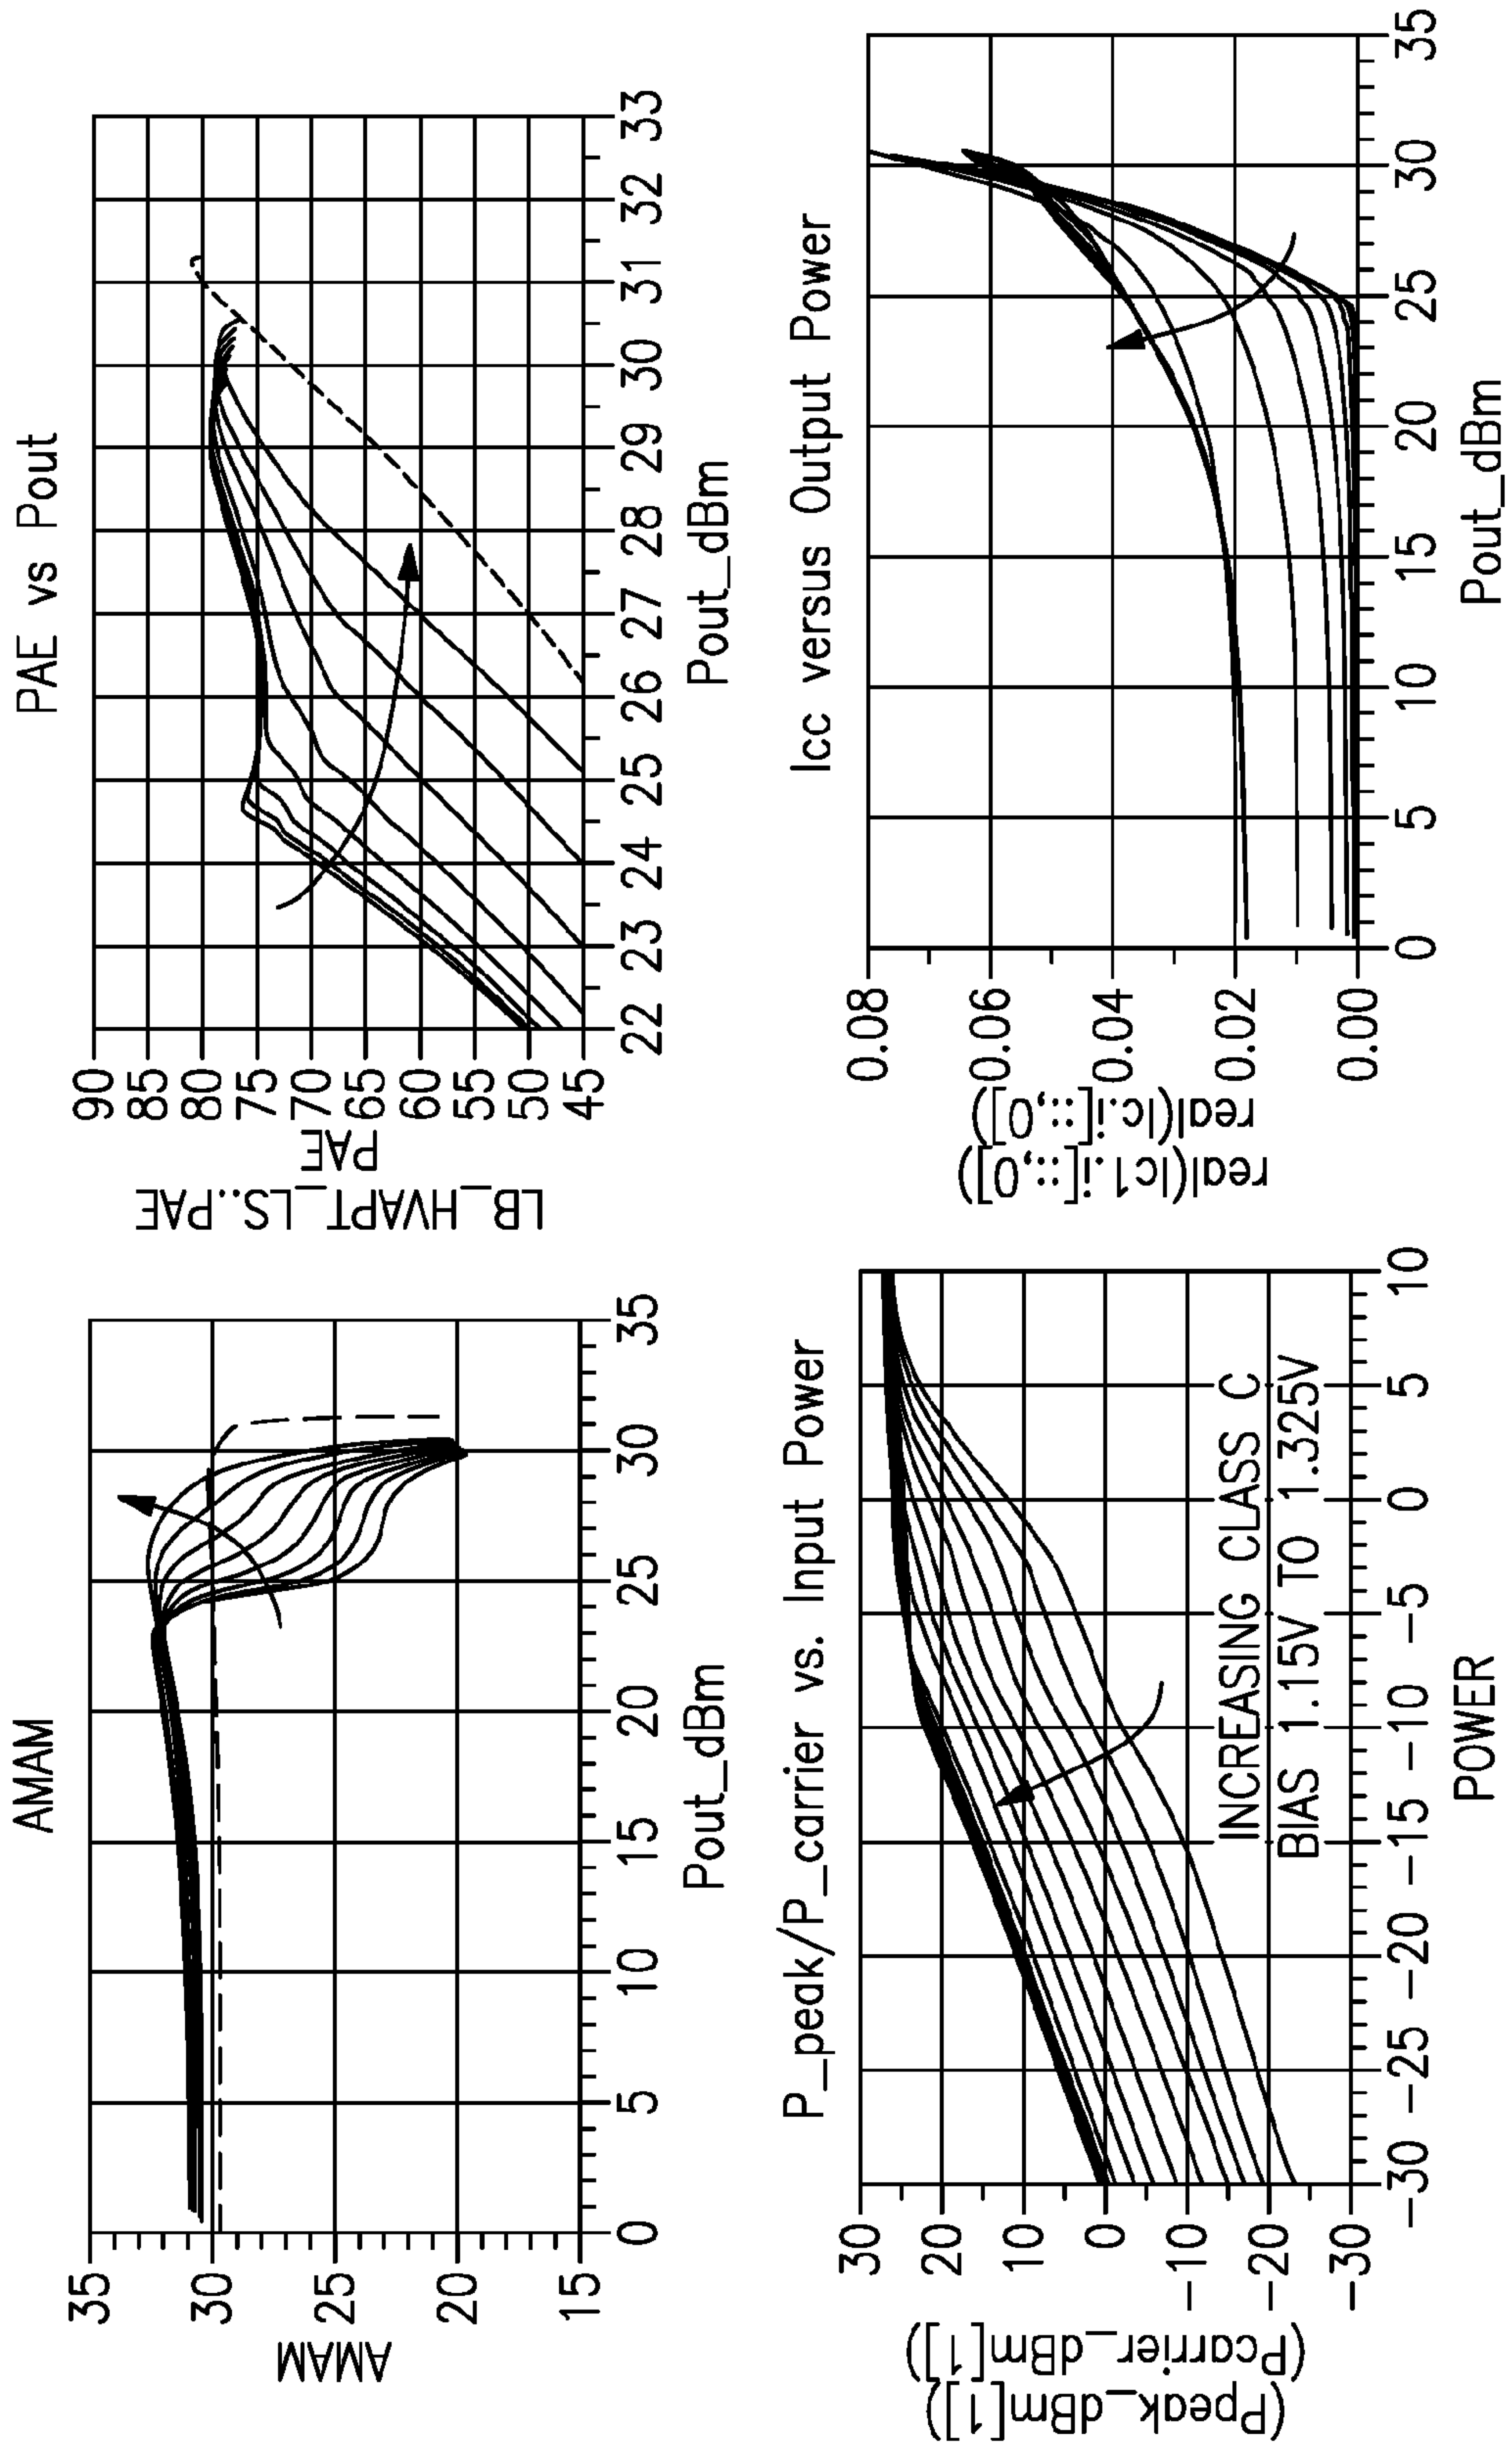 AMAM
AMAM
35
30
25
20
15
0 5 10 15 20 25 30 35
Pout_dBm
PAE vs Pout
LB_HVAPT_LS..PAE
PAE
90
85
80
75
70
65
60
55
50
45
22 23 24 25 26 27 28 29 30 31 32 33
Pout_dBm
P_peak/P_carrier vs. Input Power
(Ppeak_dBm[1])
(Pcarrier_dBm[1])
30
20
10
0
-10
-20
-30
INCREASING CLASS C
BIAS 1.15V TO 1.325V
-30 -25 -20 -15 -10 -5 0 5 10
POWER
Icc versus Output Power
real(Ic1.i[::,0])
real(Ic.i[::,0])
0.08
0.06
0.04
0.02
0.00
0 5 10 15 20 25 30 35
Pout_dBm